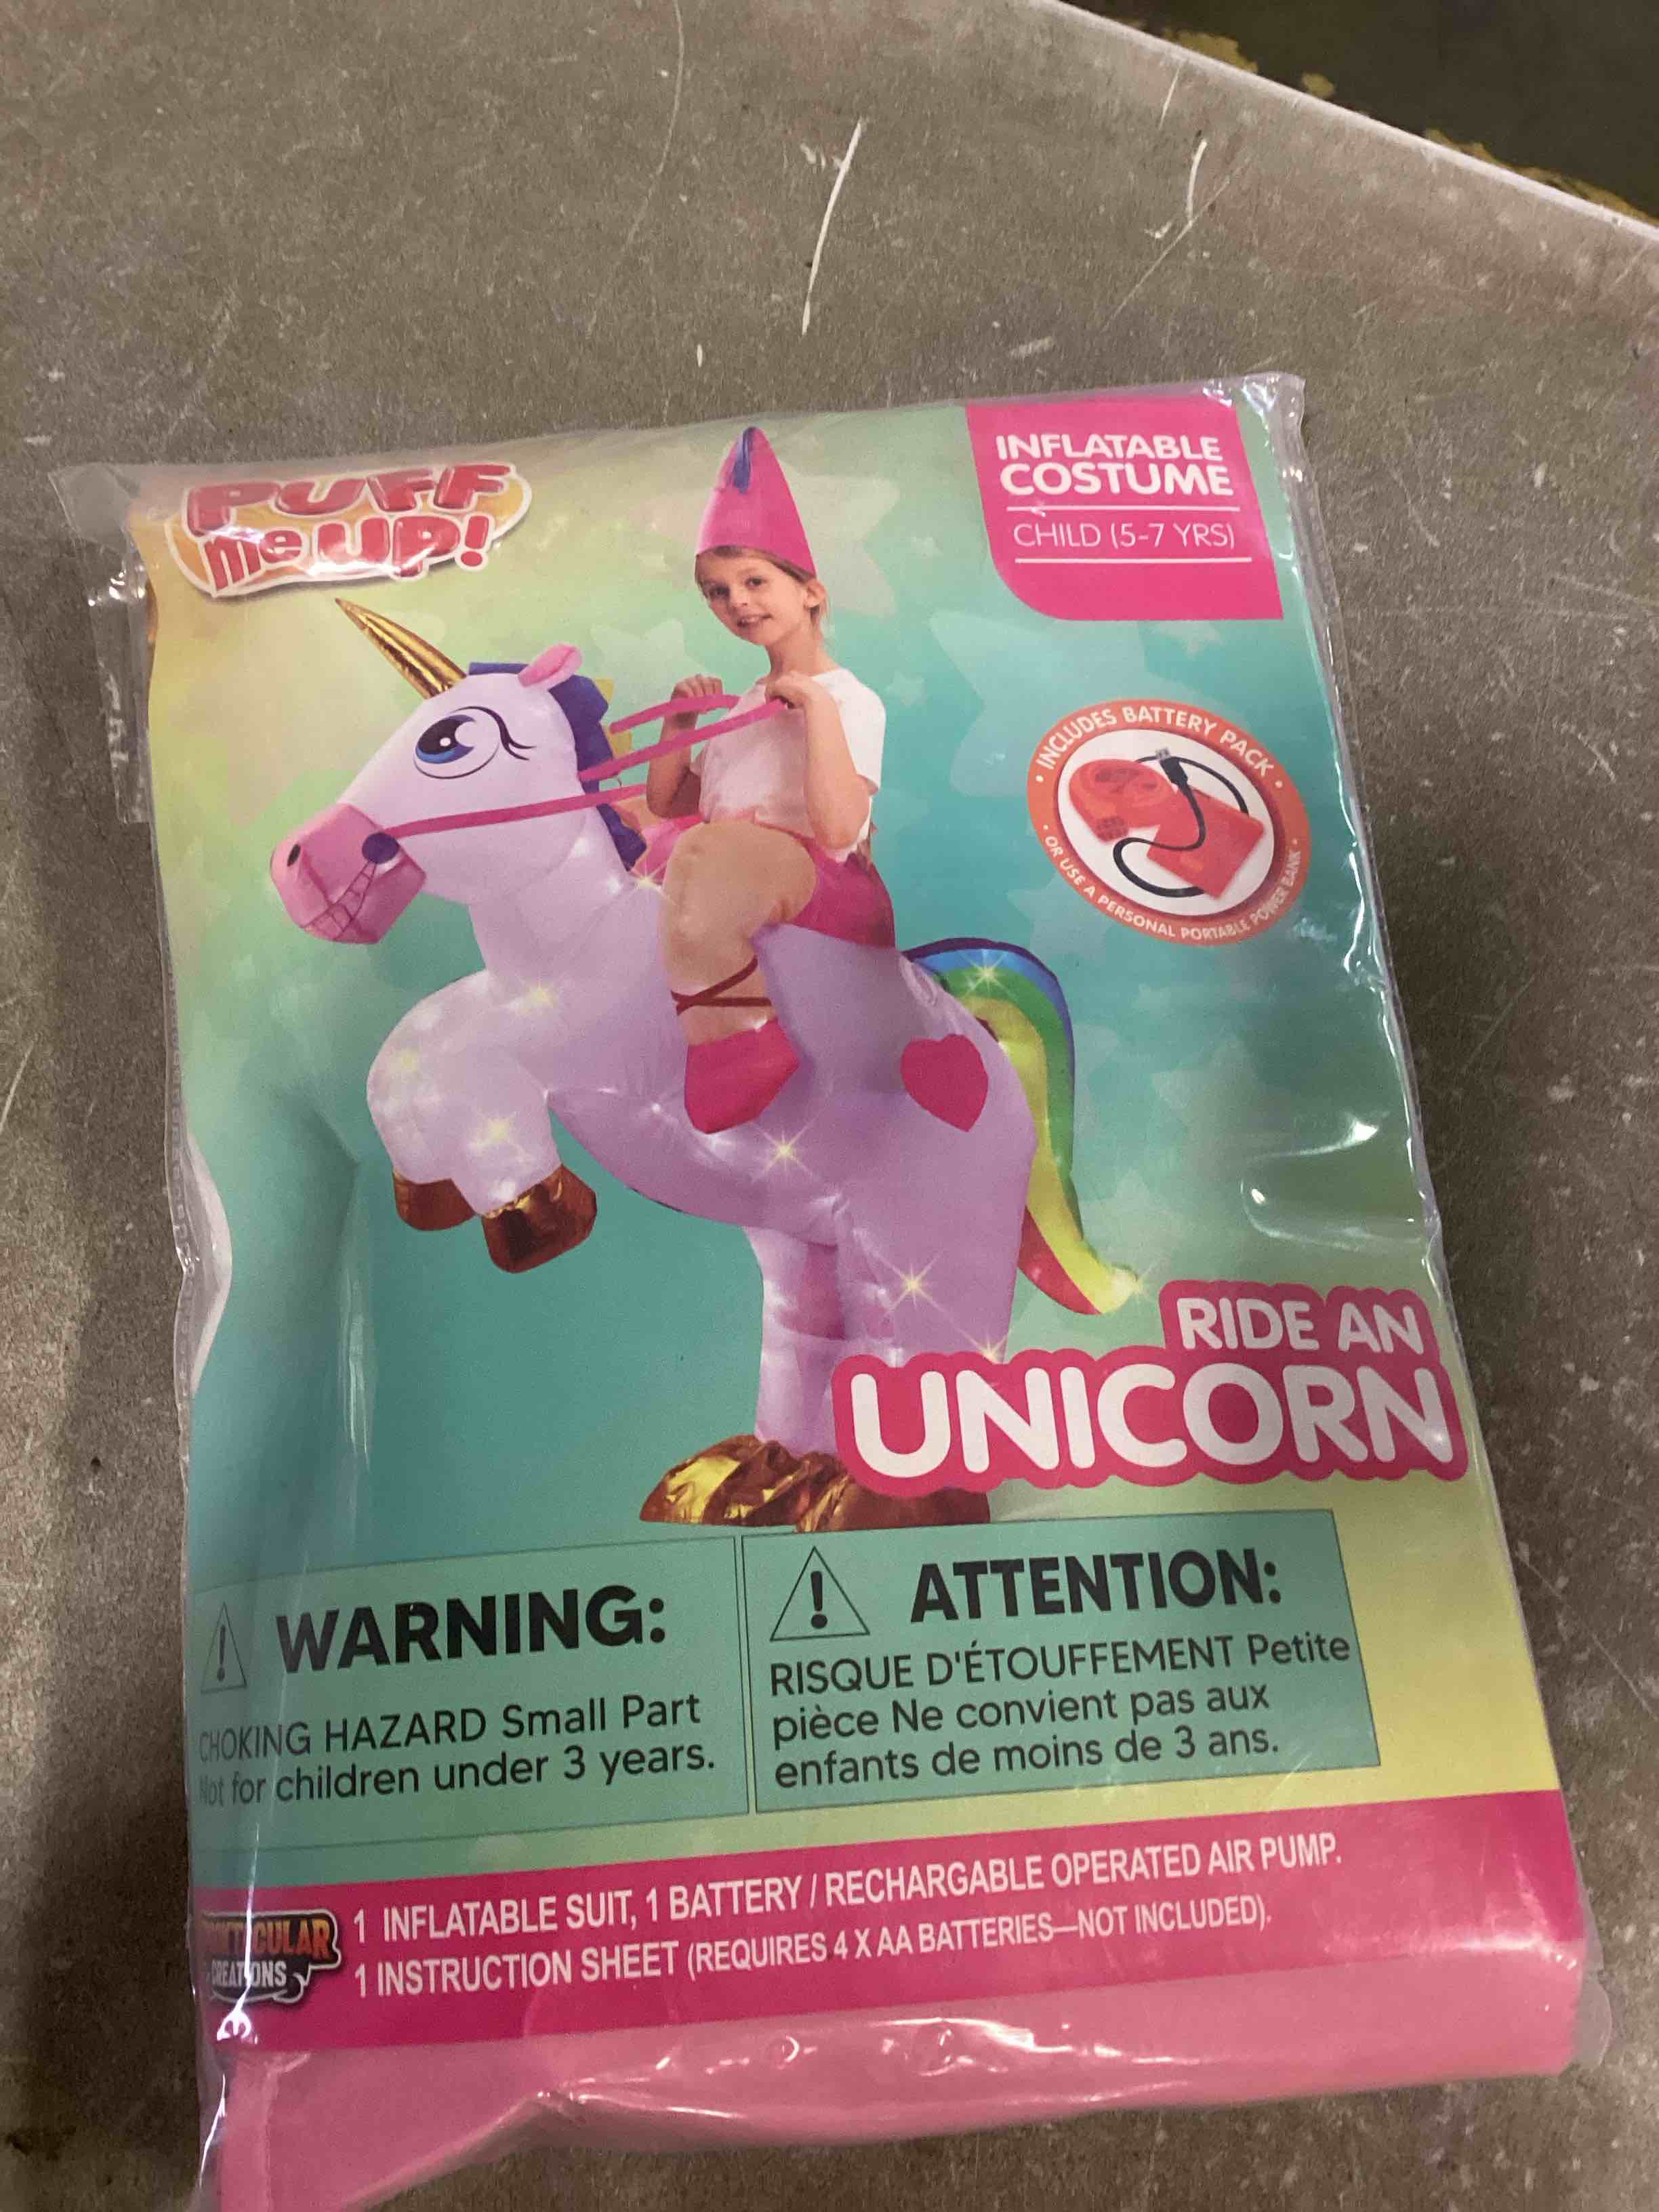 PUFF
me UP!
INFLATABLE
COSTUME
CHILD (5-7 YRS)
• INCLUDES BATTERY PACK •
• OR USE A PERSONAL PORTABLE POWER BANK •
RIDE AN
UNICORN
WARNING:
CHOKING HAZARD Small Part
Not for children under 3 years.
ATTENTION:
RISQUE D'ÉTOUFFEMENT Petite
pièce Ne convient pas aux
enfants de moins de 3 ans.
CREATIONS
1 INFLATABLE SUIT, 1 BATTERY / RECHARGABLE OPERATED AIR PUMP.
1 INSTRUCTION SHEET (REQUIRES 4 X AA BATTERIES—NOT INCLUDED).